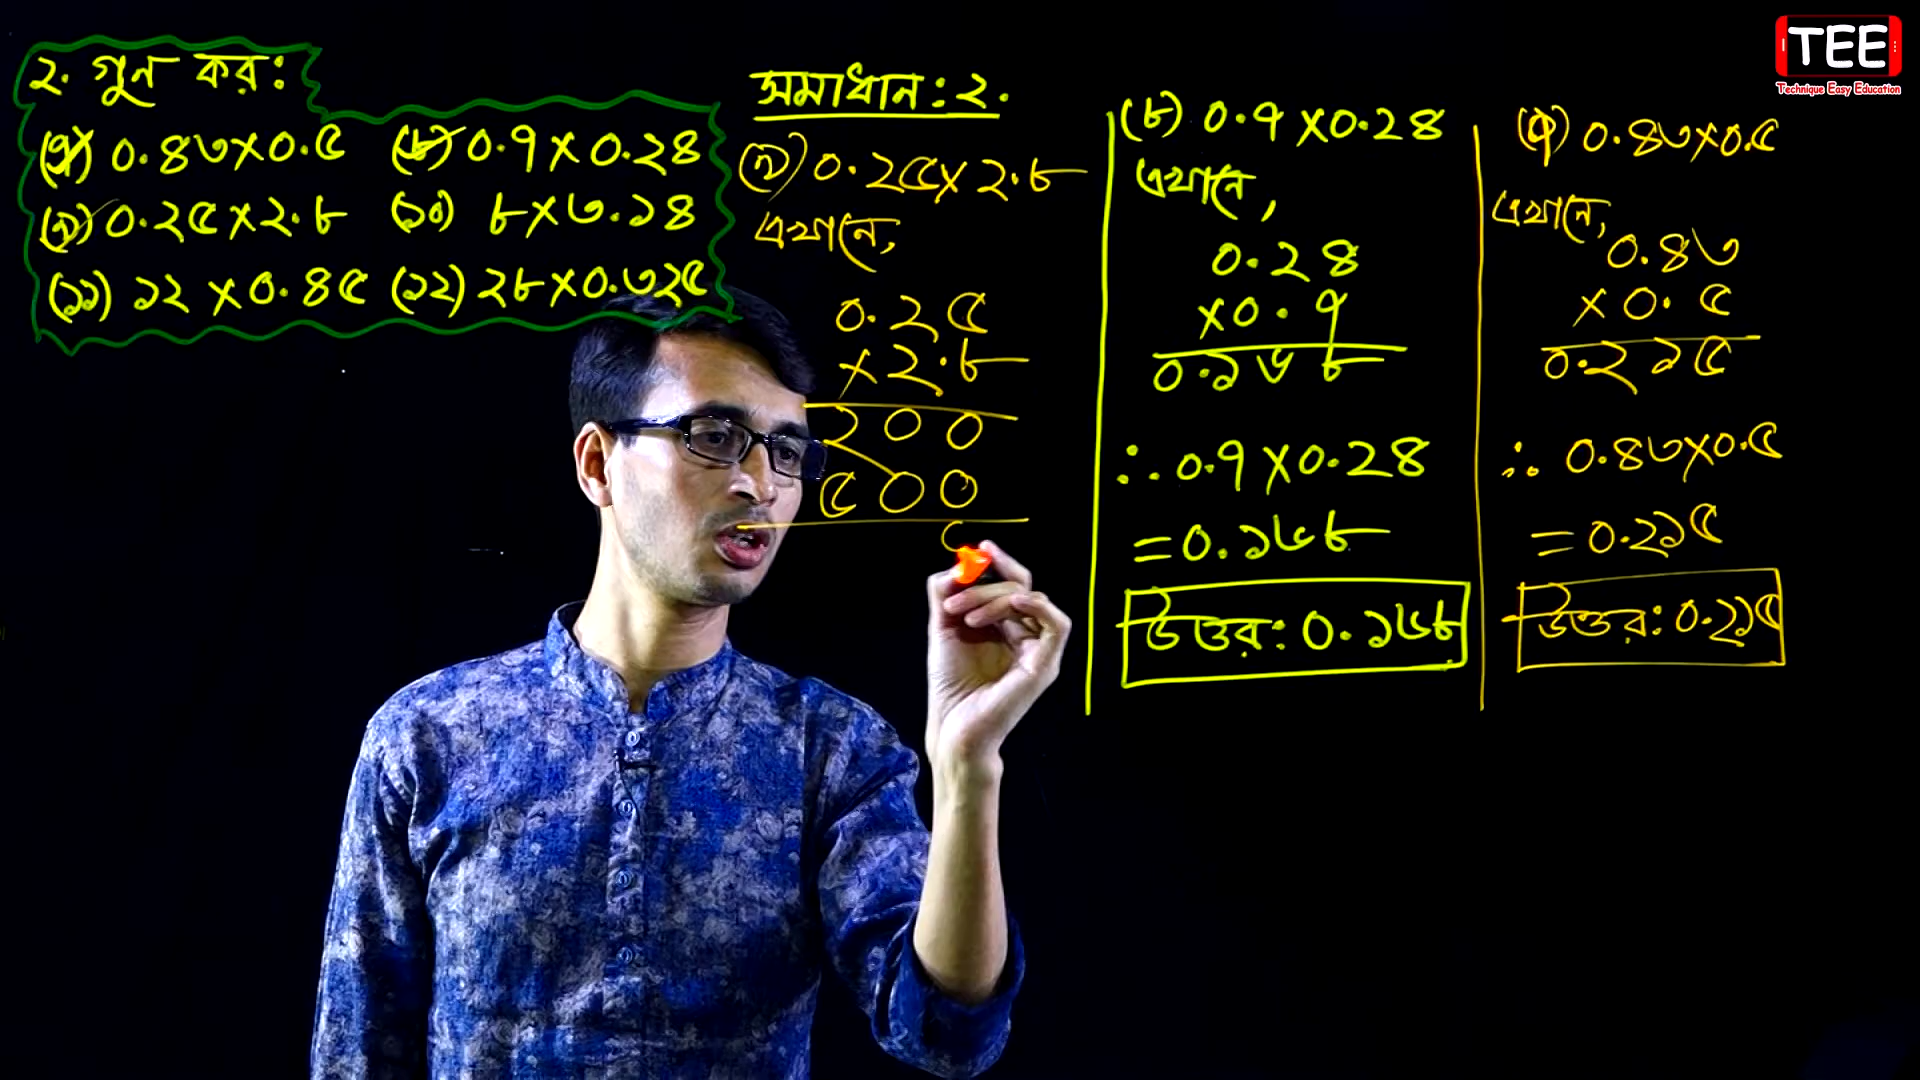 ২. গুন কর:
(৭) ০.৪৩×০.৫ (৮) ০.৭×০.২৪
(৯) ০.২৫×২.৮ (১০) ৮×৩.১৪
(১১) ১২×০.৪৫ (১২) ২৮×০.৩২৫
সমাধান: ২.
(৯) ০.২৫×২.৮
এখানে,
০.২৫
×২.৮
২০০
৫০০
০
(৮) ০.৭×০.২৪
এখানে,
০.২৪
×০.৭
০.১৬৮
∴ ০.৭×০.২৪
=০.১৬৮
উত্তর: ০.১৬৮
(৭) ০.৪৩×০.৫
এখানে,
০.৪৩
×০.৫
০.২১৫
∴ ০.৪৩×০.৫
=০.২১৫
উত্তর: ০.২১৫
TEE
Technique Easy Education